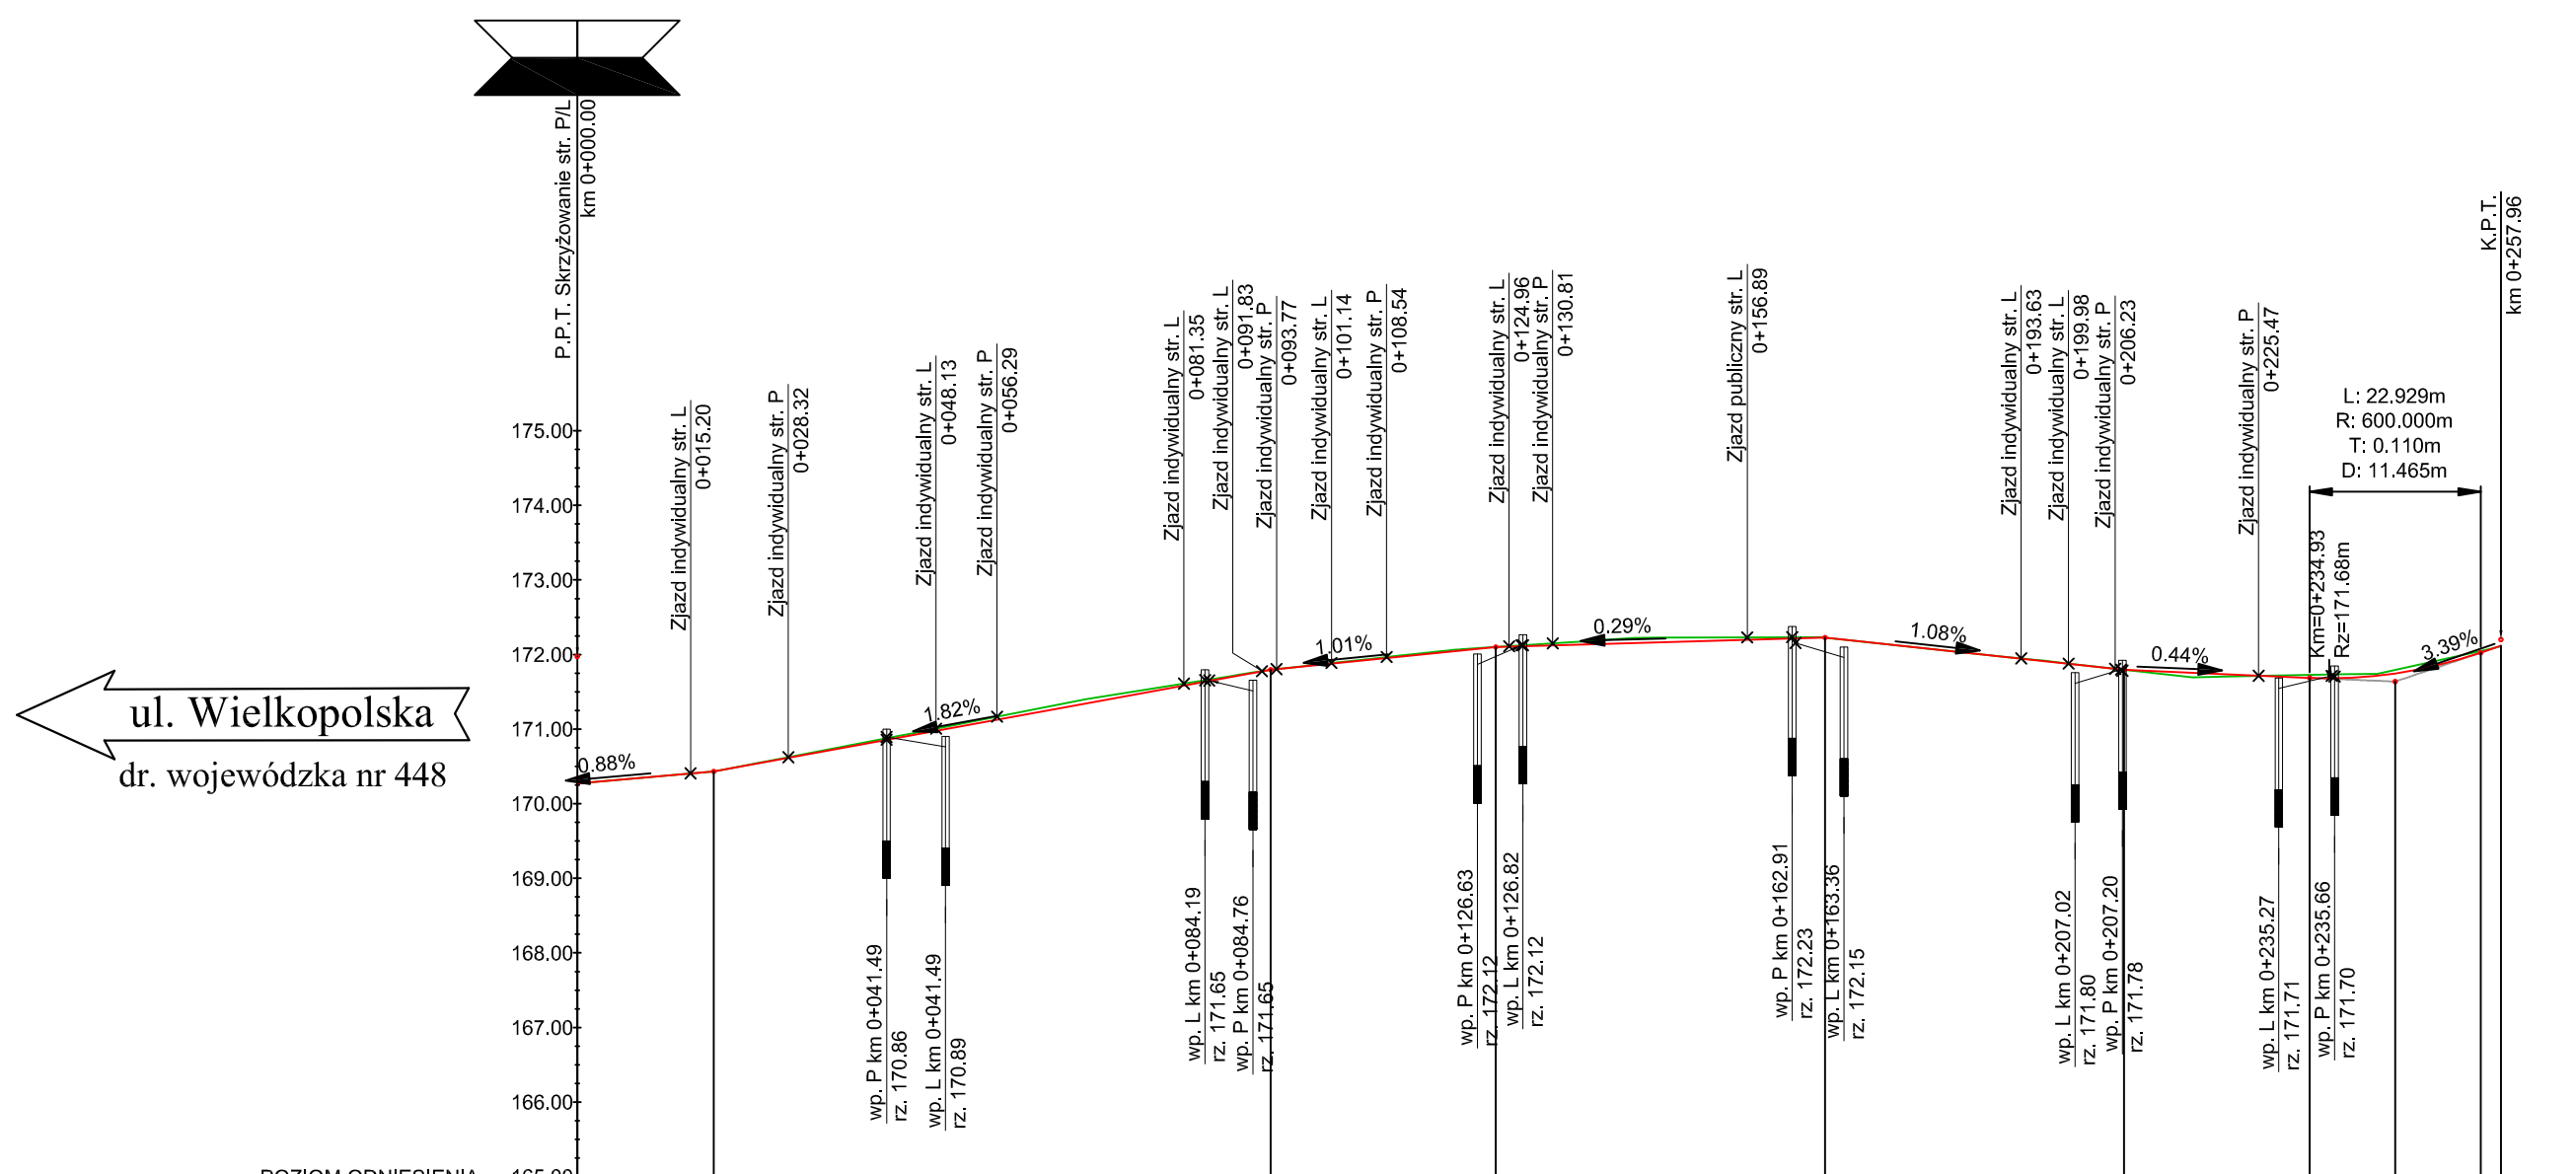 P.P.T. Skrzyżowanie str. P/L
km 0+000.00
K.P.T.
km 0+257.96
Zjazd indywidualny str. L
0+015.20
Zjazd indywidualny str. P
0+028.32
Zjazd indywidualny str. L
0+048.13
Zjazd indywidualny str. P
0+056.29
Zjazd indywidualny str. L
0+081.35
Zjazd indywidualny str. L
0+091.83
Zjazd indywidualny str. P
0+093.77
Zjazd indywidualny str. L
0+101.14
Zjazd indywidualny str. P
0+108.54
Zjazd indywidualny str. L
0+124.96
Zjazd indywidualny str. P
0+130.81
Zjazd publiczny str. L
0+156.89
Zjazd indywidualny str. L
0+193.63
Zjazd indywidualny str. L
0+199.98
Zjazd indywidualny str. P
0+206.23
Zjazd indywidualny str. P
0+225.47
L: 22.929m
R: 600.000m
T: 0.110m
D: 11.465m
Km=0+234.93
Rz=171.68m
175.00
174.00
173.00
172.00
171.00
170.00
169.00
168.00
167.00
166.00
165.00
ul. Wielkopolska
dr. wojewódzka nr 448
0.88%
1.82%
1.01%
0.29%
1.08%
0.44%
3.39%
wp. P km 0+041.49
rz. 170.86
wp. L km 0+041.49
rz. 170.89
wp. L km 0+084.19
rz. 171.65
wp. P km 0+084.76
rz. 171.65
wp. P km 0+126.63
rz. 172.12
wp. L km 0+126.82
rz. 172.12
wp. P km 0+162.91
rz. 172.23
wp. L km 0+163.36
rz. 172.15
wp. L km 0+207.02
rz. 171.80
wp. P km 0+207.20
rz. 171.78
wp. L km 0+235.27
rz. 171.71
wp. P km 0+235.66
rz. 171.70
POZIOM ODNIESIENIA